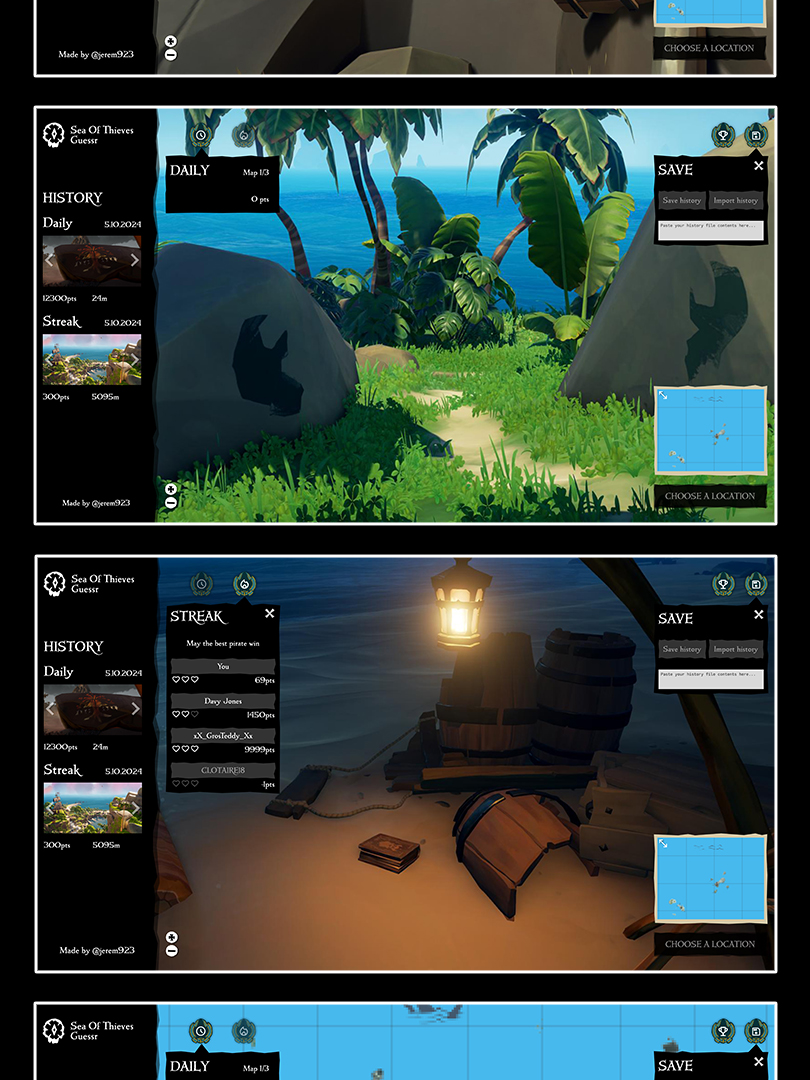 Made by @jerem923
CHOOSE A LOCATION
Sea Of Thieves
Guessr
DAILY
Map 1/3
0 pts
SAVE
Save history
Import history
Paste your history file contents here...
HISTORY
Daily
5.10.2024
12300pts
24m
Streak
5.10.2024
300pts
5095m
Made by @jerem923
CHOOSE A LOCATION
Sea Of Thieves
Guessr
STREAK
May the best pirate win
You
69pts
Davy Jones
1450pts
xX_GrosTeddy_Xx
9999pts
CLOTAIRE18
-1pts
SAVE
Save history
Import history
Paste your history file contents here...
HISTORY
Daily
5.10.2024
12300pts
24m
Streak
5.10.2024
300pts
5095m
Made by @jerem923
CHOOSE A LOCATION
Sea Of Thieves
Guessr
DAILY
Map 1/3
SAVE